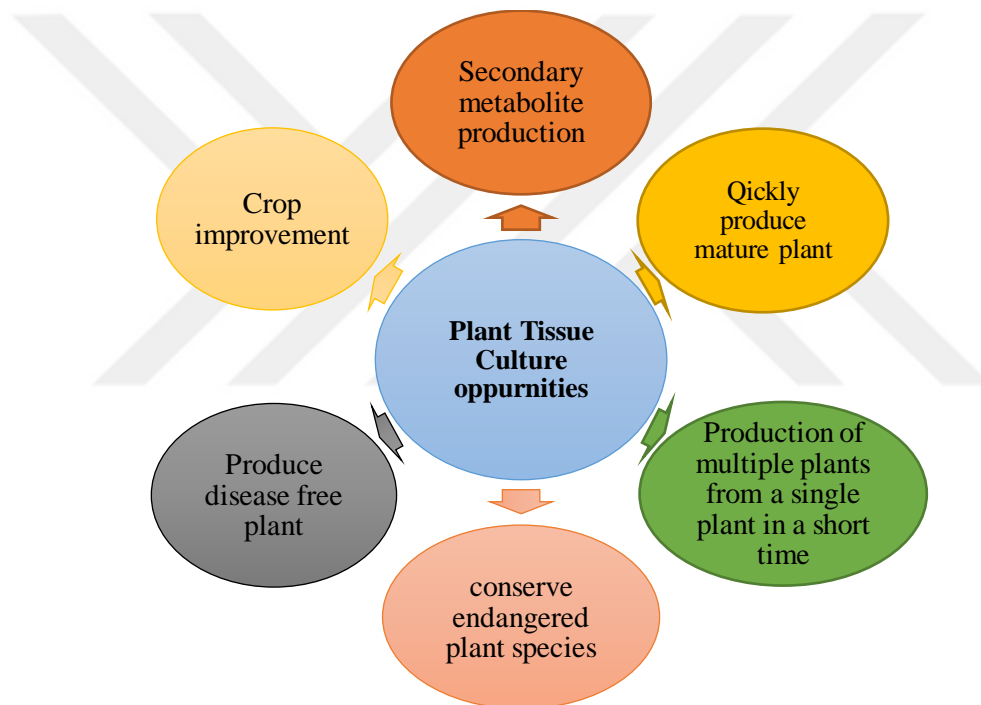 Secondary
metabolite
production
Qickly
produce
mature plant
Production of
multiple plants
from a single
plant in a short
time
conserve
endangered
plant species
Produce
disease free
plant
Crop
improvement
Plant Tissue
Culture
oppurnities